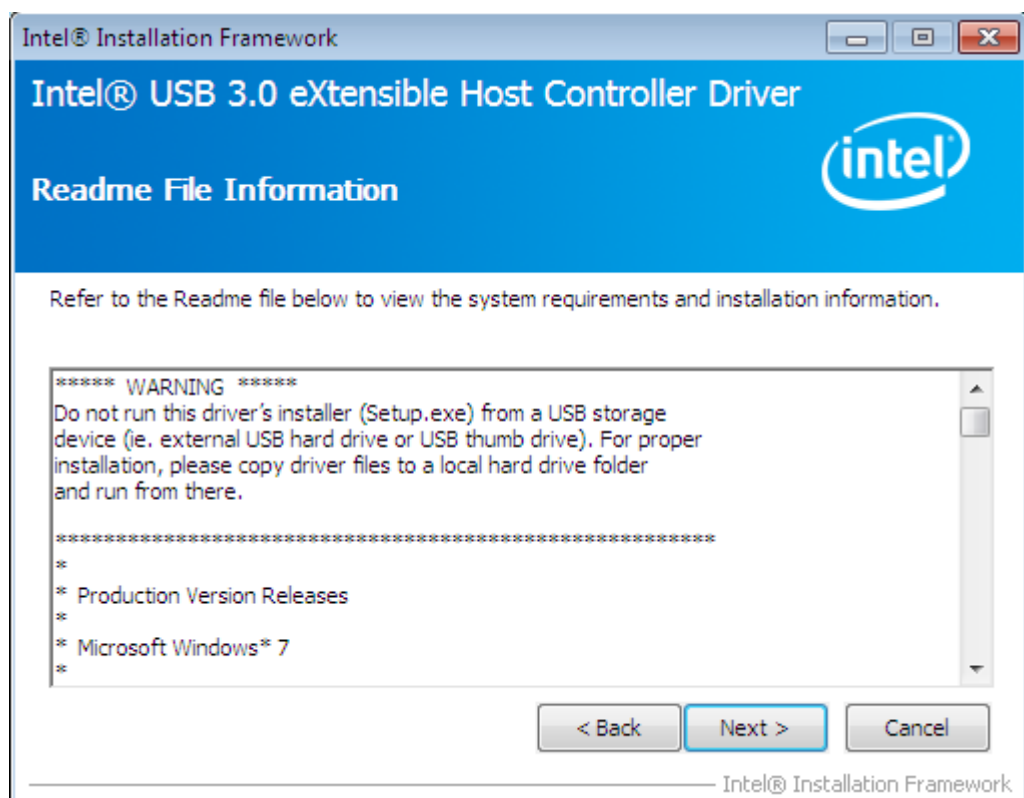 Intel® Installation Framework
Intel® USB 3.0 eXtensible Host Controller Driver
intel
Readme File Information
Refer to the Readme file below to view the system requirements and installation information.
***** WARNING *****
Do not run this driver's installer (Setup.exe) from a USB storage
device (ie. external USB hard drive or USB thumb drive). For proper
installation, please copy driver files to a local hard drive folder
and run from there.
*******************************************************
*
* Production Version Releases
*
* Microsoft Windows* 7
*
< Back Next > Cancel
Intel® Installation Framework